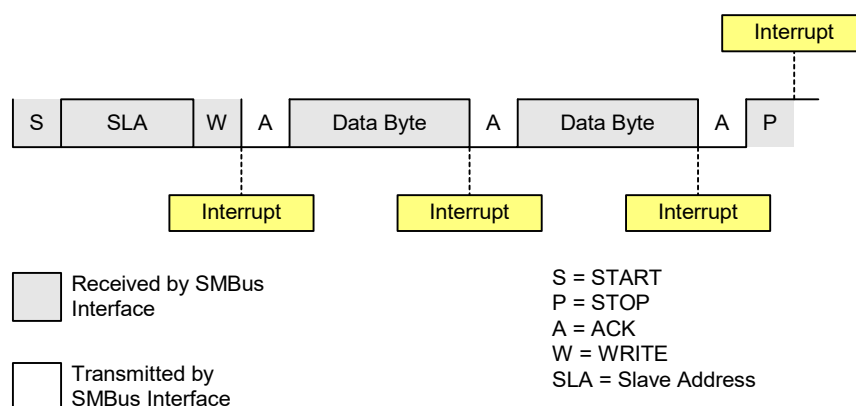 Interrupt
S SLA W A Data Byte A Data Byte A P
Interrupt Interrupt Interrupt
Received by SMBus
Interface
Transmitted by
SMBus Interface
S = START
P = STOP
A = ACK
W = WRITE
SLA = Slave Address